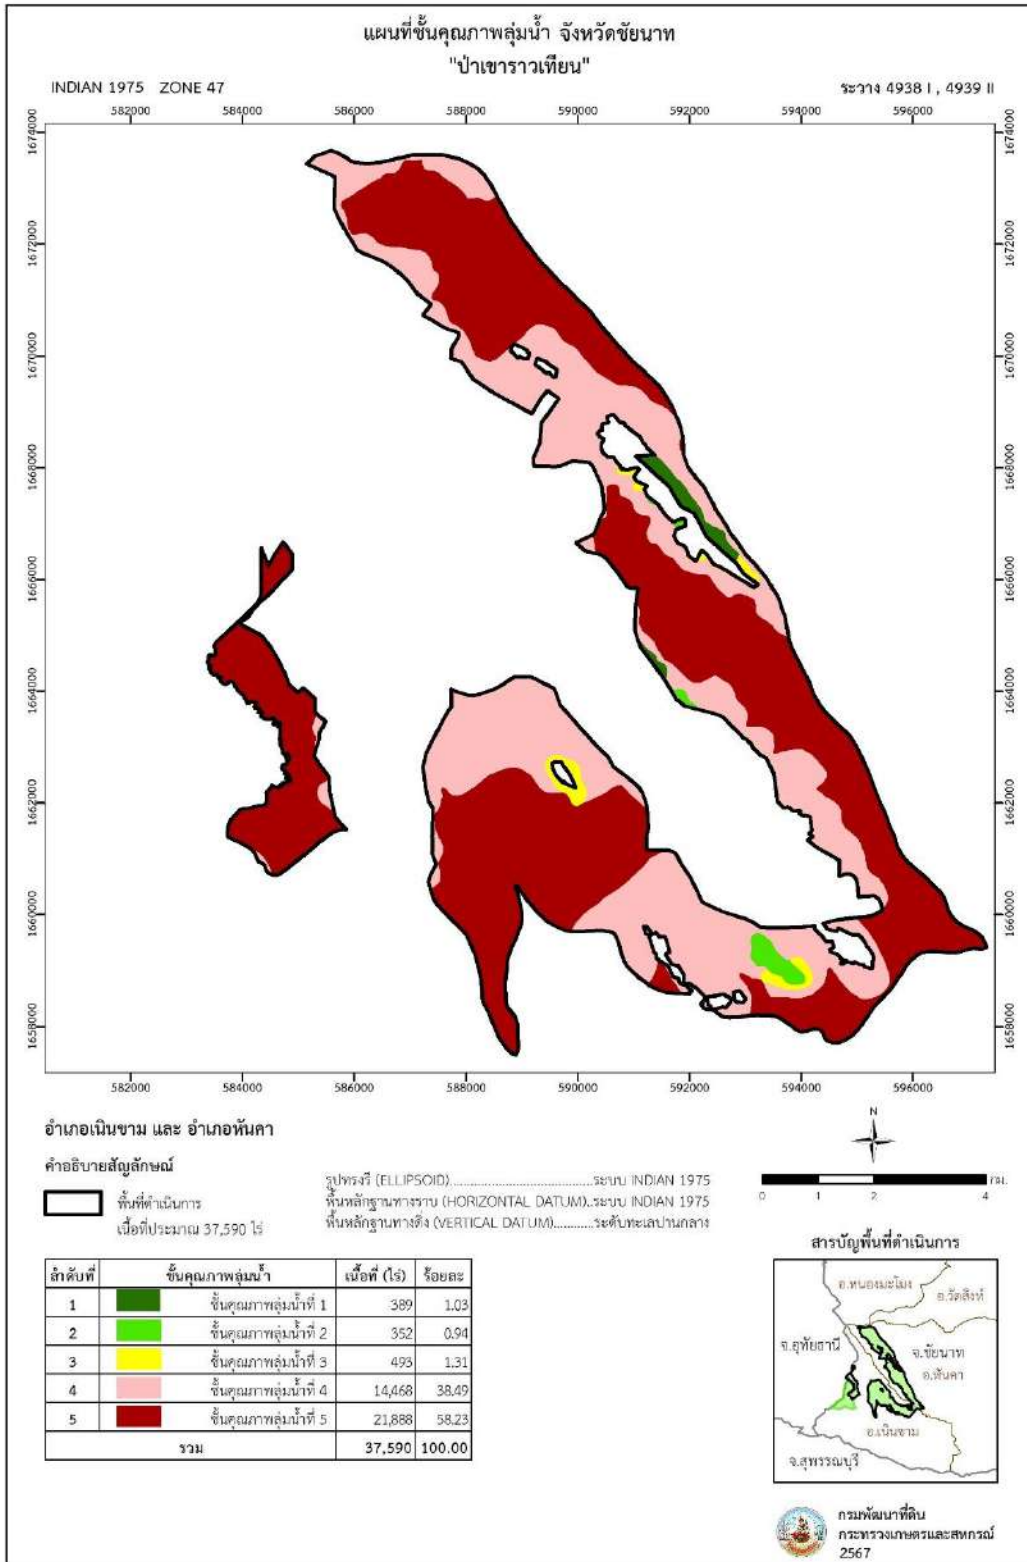 แผนที่ชั้นคุณภาพลุ่มน้ำ จังหวัดชัยนาท
"ป่าเขาราวเทียน"
INDIAN 1975 ZONE 47
ระวาง 4938 I , 4939 II
582000 584000 586000 588000 590000 592000 594000 596000
1674000 1674000
1672000 1672000
1670000 1670000
1668000 1668000
1666000 1666000
1664000 1664000
1662000 1662000
1660000 1660000
1658000 1658000
582000 584000 586000 588000 590000 592000 594000 596000
อำเภอเนินขาม และ อำเภอหันคา
คำอธิบายสัญลักษณ์
พื้นที่ดำเนินการ
เนื้อที่ประมาณ 37,590 ไร่
รูปทรงรี (ELLIPSOID)..............................ระบบ INDIAN 1975
พื้นหลักฐานทางราบ (HORIZONTAL DATUM)..ระบบ INDIAN 1975
พื้นหลักฐานทางดิ่ง (VERTICAL DATUM)...........ระดับทะเลปานกลาง
N
กม.
0 1 2 4
ลำดับที่ ชั้นคุณภาพลุ่มน้ำ เนื้อที่ (ไร่) ร้อยละ
1 ชั้นคุณภาพลุ่มน้ำที่ 1 389 1.03
2 ชั้นคุณภาพลุ่มน้ำที่ 2 352 0.94
3 ชั้นคุณภาพลุ่มน้ำที่ 3 493 1.31
4 ชั้นคุณภาพลุ่มน้ำที่ 4 14,468 38.49
5 ชั้นคุณภาพลุ่มน้ำที่ 5 21,888 58.23
รวม 37,590 100.00
สารบัญพื้นที่ดำเนินการ
อ.หนองมะโมง
อ.วัดสิงห์
จ.อุทัยธานี
จ.ชัยนาท
อ.หันคา
อ.เนินขาม
จ.สุพรรณบุรี
กรมพัฒนาที่ดิน
กระทรวงเกษตรและสหกรณ์
2567